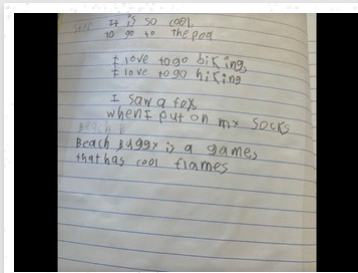 It is so cool
to go to the pool
I love to go biking
I love to go hiking
I saw a fox
when I put on my socks
Beach Buggy is a game,
that has cool flames